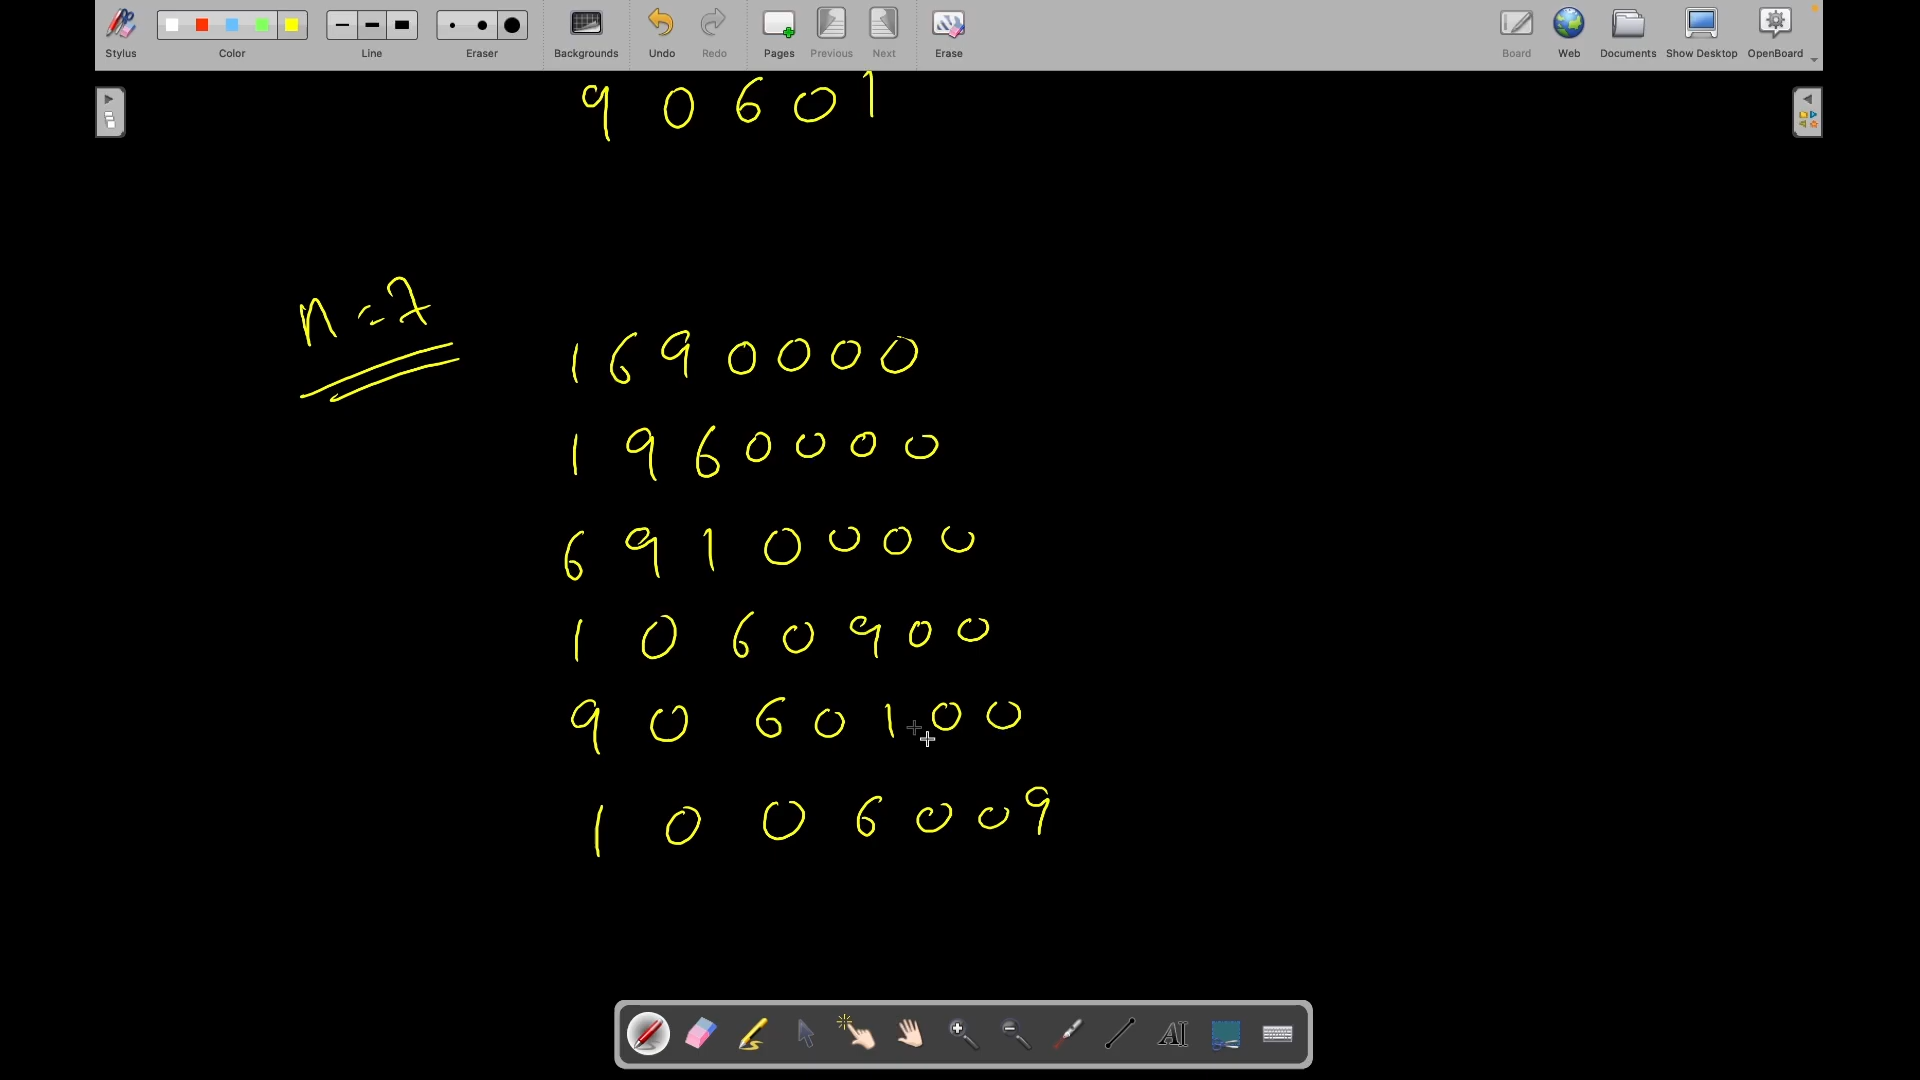 Stylus Color Line Eraser Backgrounds Undo Redo Pages Previous Next Erase Board Web Documents Show Desktop OpenBoard
9 0 6 0 1
n = 7
1 6 9 0 0 0 0
1 9 6 0 0 0 0
6 9 1 0 0 0 0
1 0 6 0 9 0 0
9 0 6 0 1 0 0
1 0 0 6 0 0 9
AI